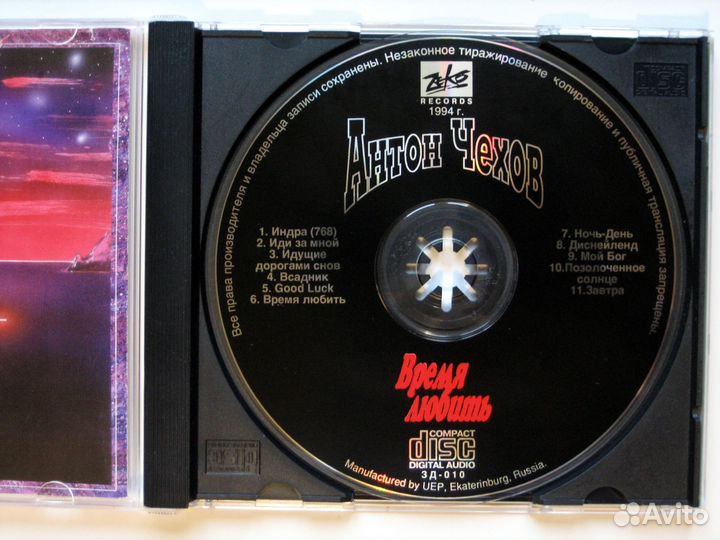 Все права производителя и владельца записи сохранены. Незаконное тиражирование копирование и публичная трансляция запрещены.
Zeko
RECORDS
1994 г.
Антон Чехов
1. Индра (768)
2. Иди за мной
3. Идущие
дорогами снов
4. Всадник
5. Good Luck
6. Время любить
7. Ночь-День
8. Диснейленд
9. Мой Бог
10.Позолоченное
солнце
11.Завтра
Время
любить
COMPACT
disc
DIGITAL AUDIO
ЗД-010
Manufactured by UEP, Ekaterinburg, Russia.
Avito